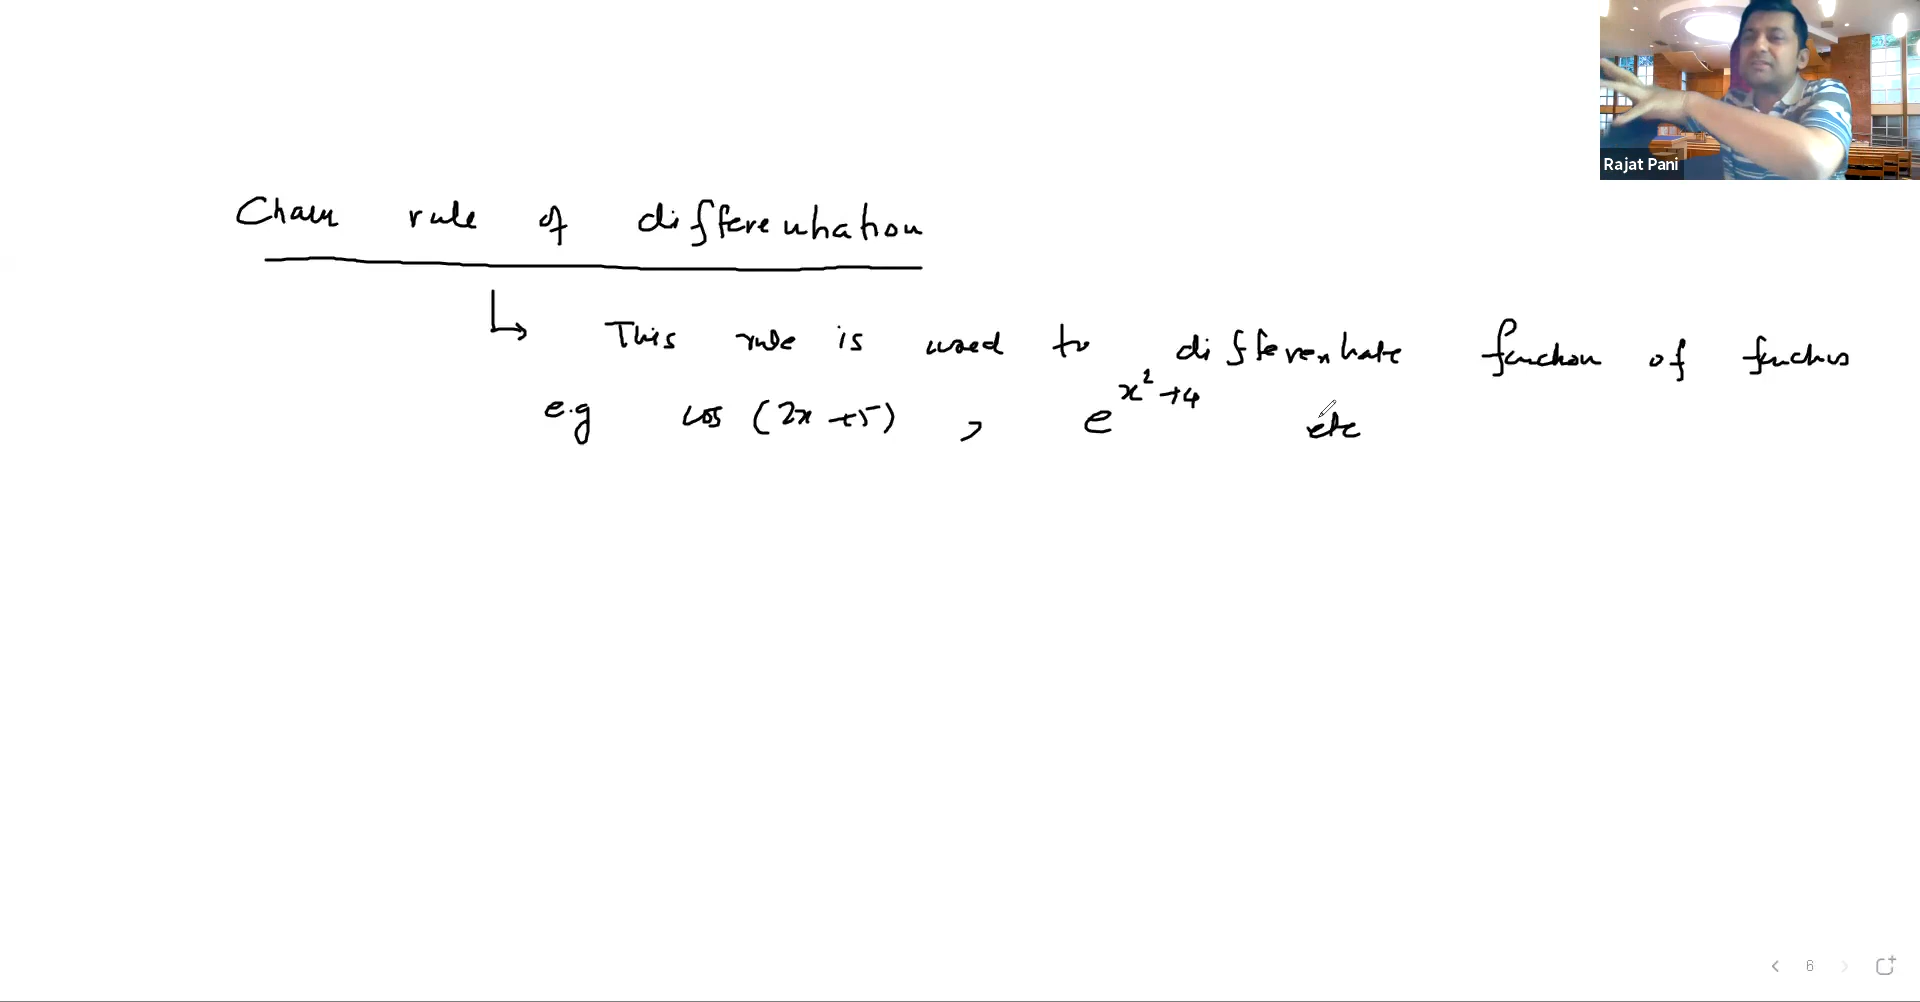 Rajat Pani
Chain rule of differentiation
This rule is used to differentiate function of functions
e.g cos (2x+5) , e^{x^2+4} etc
6